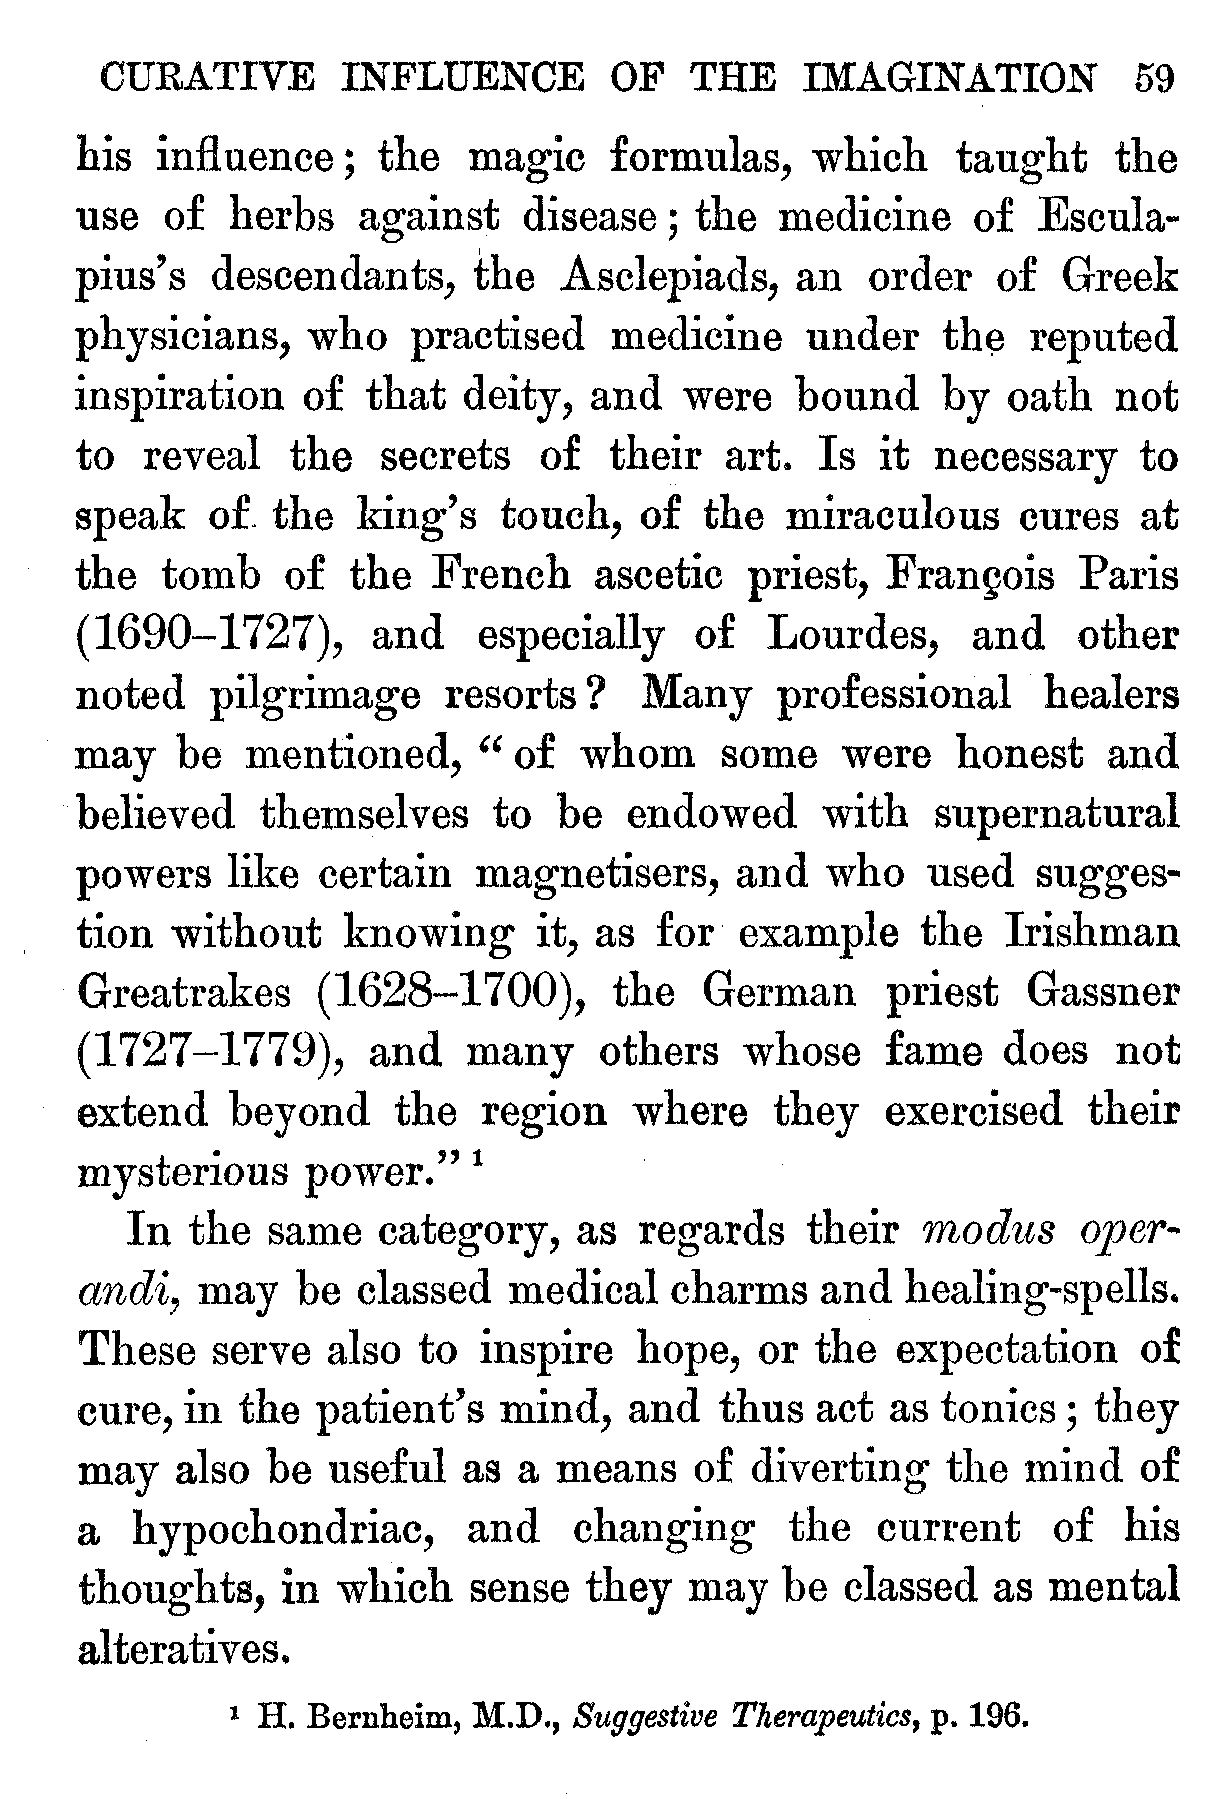 CURATIVE INFLUENCE OF THE IMAGINATION 59
his influence; the magic formulas, which taught the
use of herbs against disease; the medicine of Escula-
pius's descendants, the Asclepiads, an order of Greek
physicians, who practised medicine under the reputed
inspiration of that deity, and were bound by oath not
to reveal the secrets of their art. Is it necessary to
speak of the king's touch, of the miraculous cures at
the tomb of the French ascetic priest, François Paris
(1690–1727), and especially of Lourdes, and other
noted pilgrimage resorts? Many professional healers
may be mentioned, “of whom some were honest and
believed themselves to be endowed with supernatural
powers like certain magnetisers, and who used sugges-
tion without knowing it, as for example the Irishman
Greatrakes (1628–1700), the German priest Gassner
(1727–1779), and many others whose fame does not
extend beyond the region where they exercised their
mysterious power.” ¹
In the same category, as regards their modus oper-
andi, may be classed medical charms and healing-spells.
These serve also to inspire hope, or the expectation of
cure, in the patient's mind, and thus act as tonics; they
may also be useful as a means of diverting the mind of
a hypochondriac, and changing the current of his
thoughts, in which sense they may be classed as mental
alteratives.
¹ H. Bernheim, M.D., Suggestive Therapeutics, p. 196.